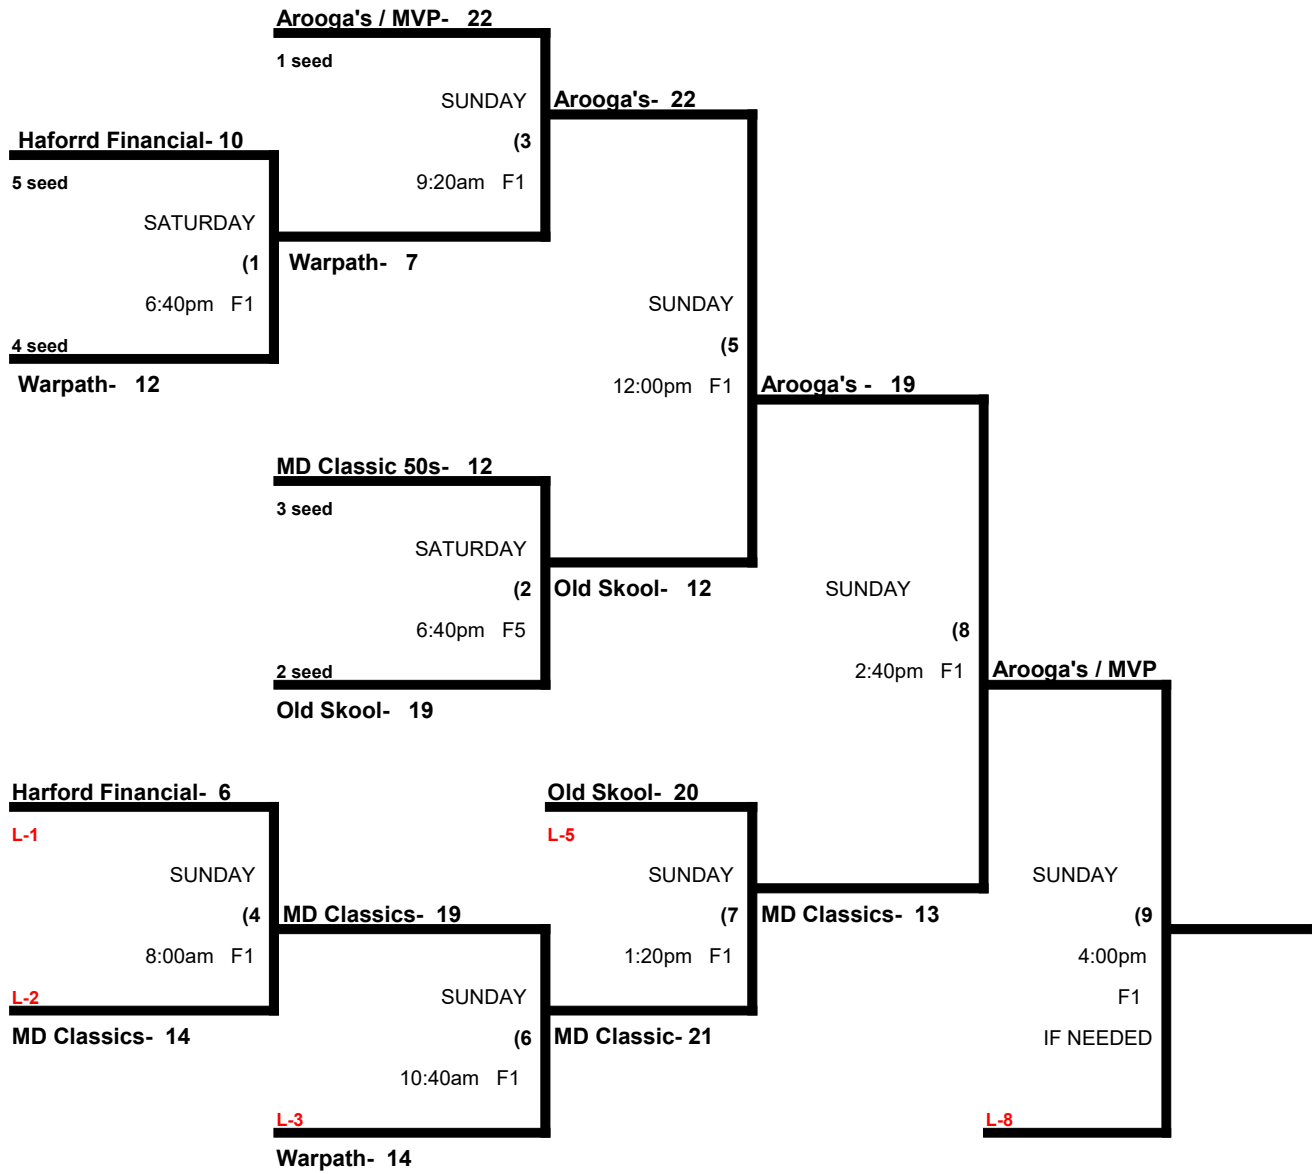 Arooga's / MVP- 22
1 seed
SUNDAY
Arooga's- 22
Haforrd Financial- 10
(3
5 seed
9:20am F1
SATURDAY
(1
Warpath- 7
6:40pm F1
SUNDAY
4 seed
(5
Warpath- 12
12:00pm F1
Arooga's - 19
MD Classic 50s- 12
3 seed
SATURDAY
(2
Old Skool- 12
SUNDAY
6:40pm F5
(8
2 seed
2:40pm F1
Arooga's / MVP
Old Skool- 19
Harford Financial- 6
Old Skool- 20
L-1
L-5
SUNDAY
SUNDAY
SUNDAY
(4
MD Classics- 19
(7
MD Classics- 13
(9
8:00am F1
1:20pm F1
4:00pm
L-2
SUNDAY
F1
MD Classics- 14
(6
MD Classic- 21
IF NEEDED
10:40am F1
L-3
L-8
Warpath- 14